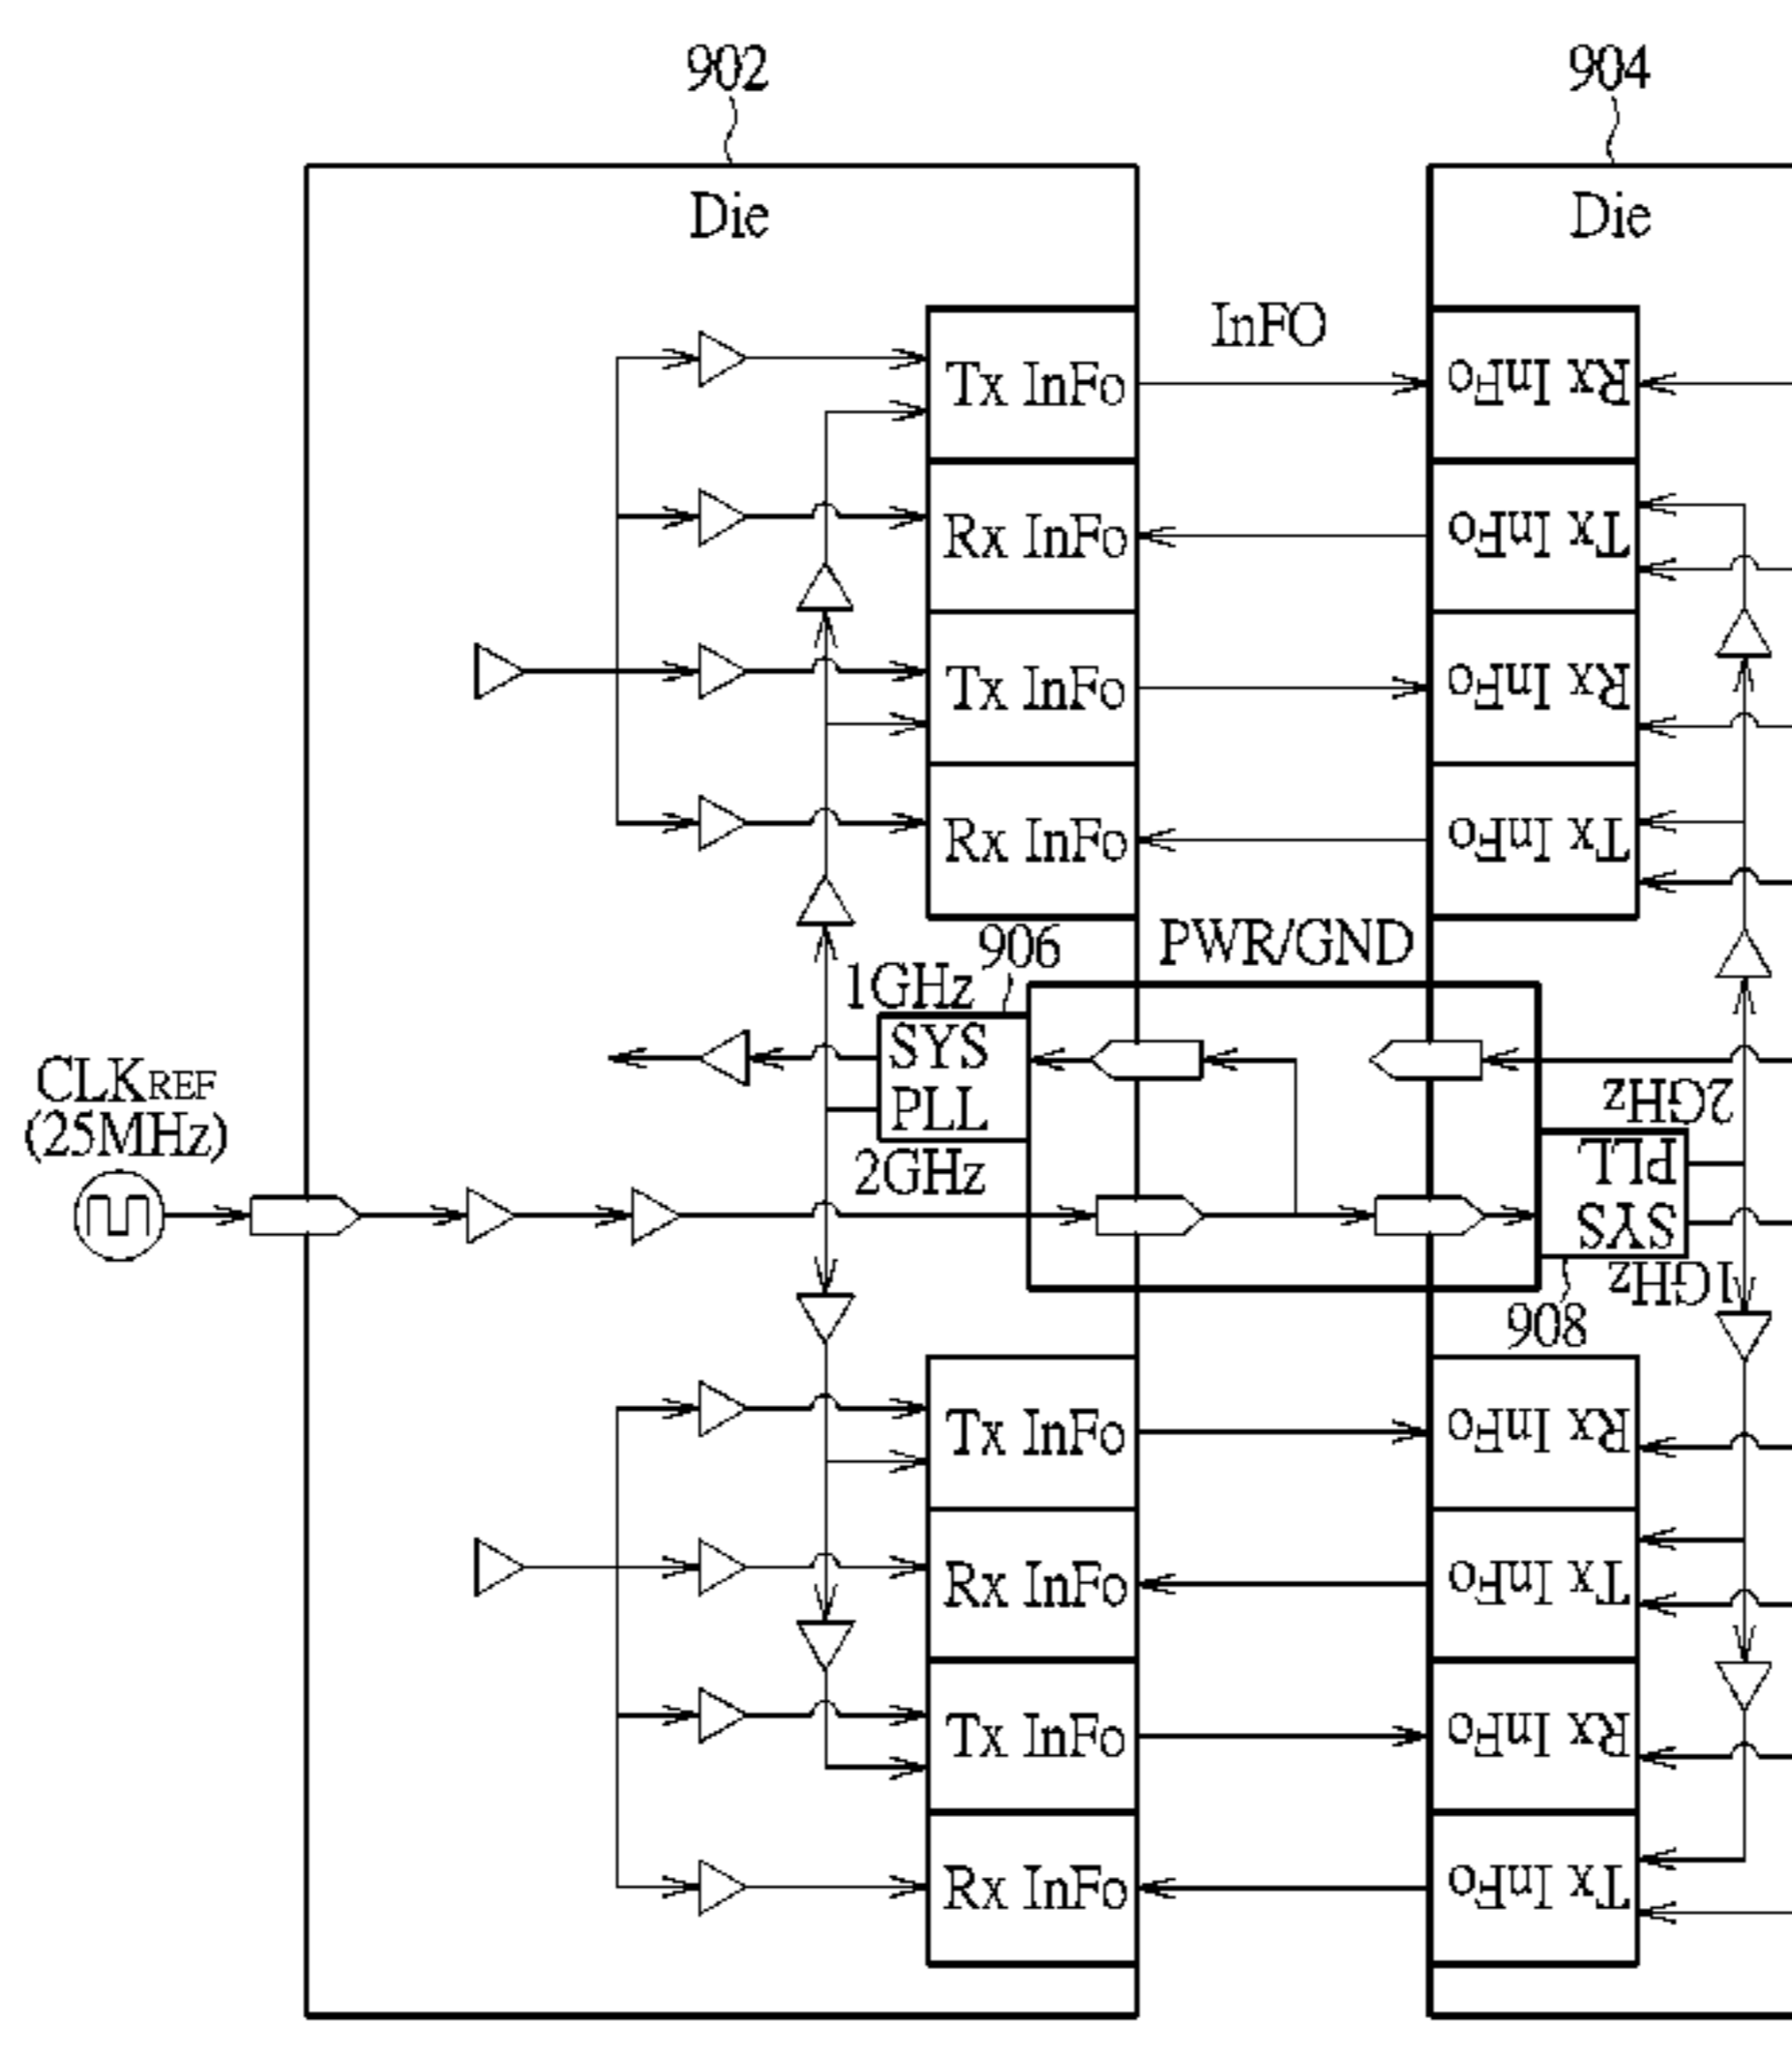 902
904
Die
Die
InFO
Tx InFo
Rx InFo
Rx InFo
Tx InFo
Tx InFo
Rx InFo
Rx InFo
Tx InFo
PWR/GND
906
1GHz
SYS
PLL
2GHz
CLKREF
(25MHz)
2GHz
PLL
SYS
1GHz
908
Tx InFo
Rx InFo
Rx InFo
Tx InFo
Tx InFo
Rx InFo
Rx InFo
Tx InFo